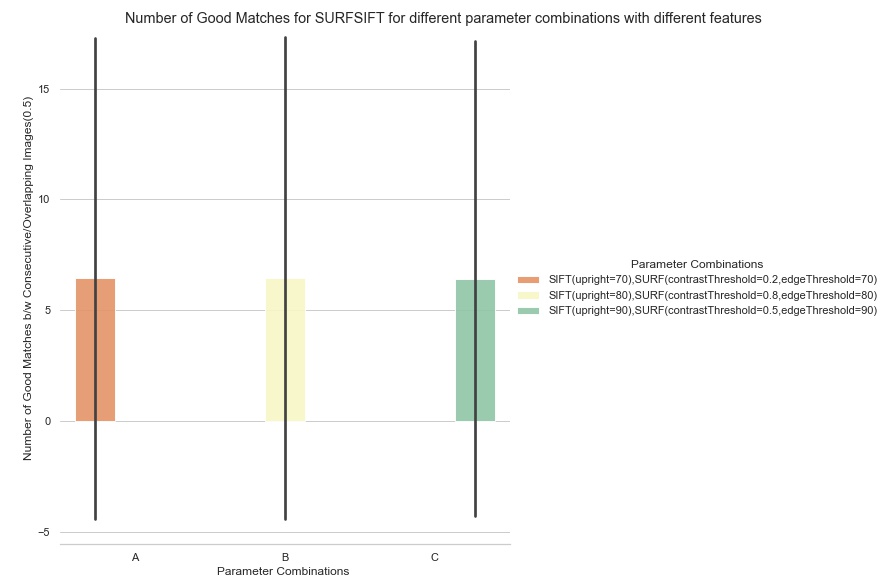 Number of Good Matches for SURFSIFT for different parameter combinations with different features
Number of Good Matches b/w Consecutive/Overlapping Images(0.5)
15
10
5
0
−5
A B C
Parameter Combinations
Parameter Combinations
SIFT(upright=70),SURF(contrastThreshold=0.2,edgeThreshold=70)
SIFT(upright=80),SURF(contrastThreshold=0.8,edgeThreshold=80)
SIFT(upright=90),SURF(contrastThreshold=0.5,edgeThreshold=90)